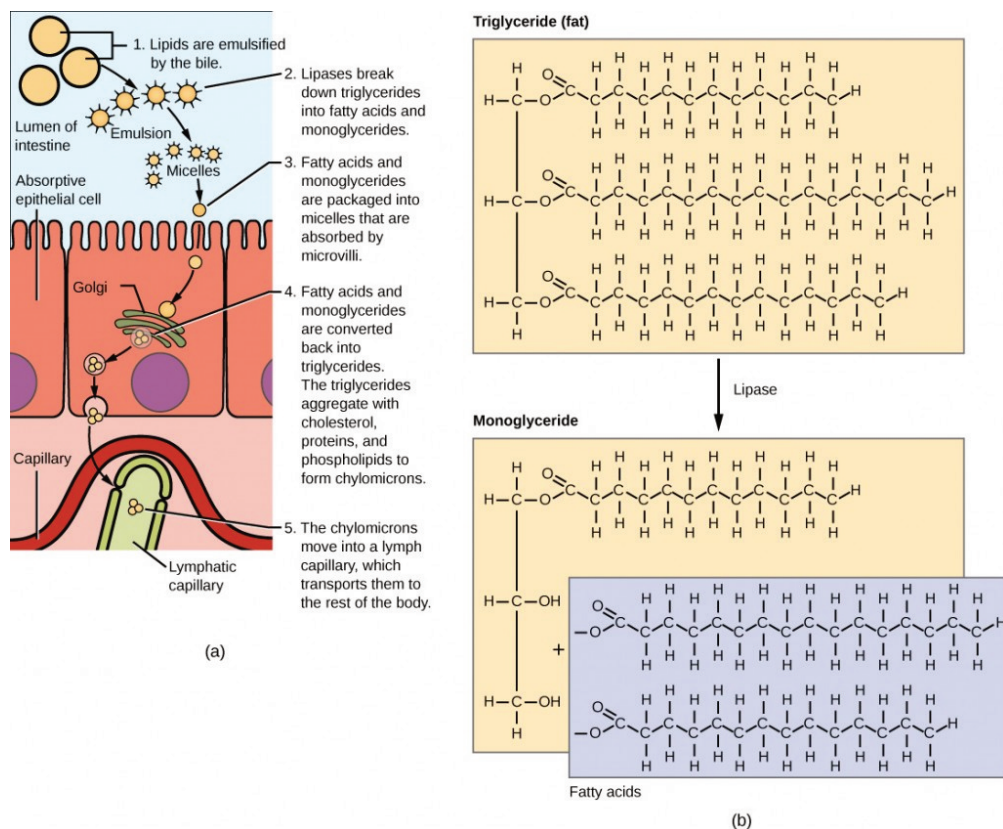 1. Lipids are emulsified
by the bile.
2. Lipases break
down triglycerides
into fatty acids and
monoglycerides.
Lumen of
intestine
Emulsion
Micelles
3. Fatty acids and
monoglycerides
are packaged into
micelles that are
absorbed by
microvilli.
Absorptive
epithelial cell
Golgi
4. Fatty acids and
monoglycerides
are converted
back into
triglycerides.
The triglycerides
aggregate with
cholesterol,
proteins, and
phospholipids to
form chylomicrons.
Capillary
5. The chylomicrons
move into a lymph
capillary, which
transports them to
the rest of the body.
Lymphatic
capillary
(a)
Triglyceride (fat)
H H H H H H
H O H
H—C—O—C C C C C C C C C C C—H
H H H H H H
H H H H H H H H
O H
H—C—O—C C C C C C C C C C C C C C C—H
H H H H H H H H
H H H H H H
O H
H—C—O—C C C C C C C C C C C C C—H
H H H H H H H
Lipase
Monoglyceride
H H H H H H
H O H
H—C—O—C C C C C C C C C C C—H
H H H H H H
H—C—OH
+
H—C—OH
H
O H H H H H H H H
—O—C C C C C C C C C C C C C C C—H
H H H H H H H H
O H H H H H H
—O—C C C C C C C C C C C C C—H
H H H H H H H
Fatty acids
(b)